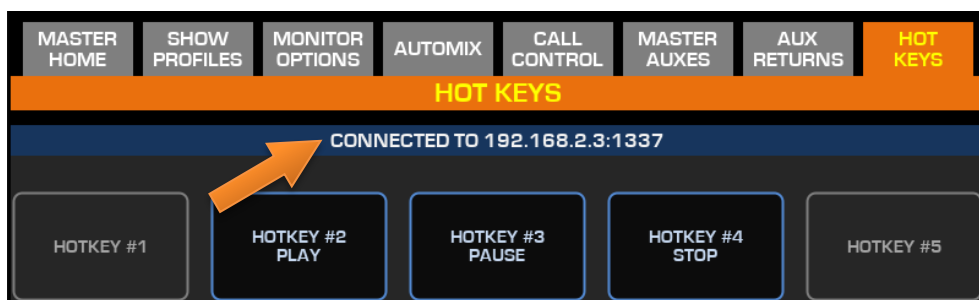 MASTER HOME
SHOW PROFILES
MONITOR OPTIONS
AUTOMIX
CALL CONTROL
MASTER AUXES
AUX RETURNS
HOT KEYS
HOT KEYS
CONNECTED TO 192.168.2.3:1337
HOTKEY #1
HOTKEY #2
PLAY
HOTKEY #3
PAUSE
HOTKEY #4
STOP
HOTKEY #5